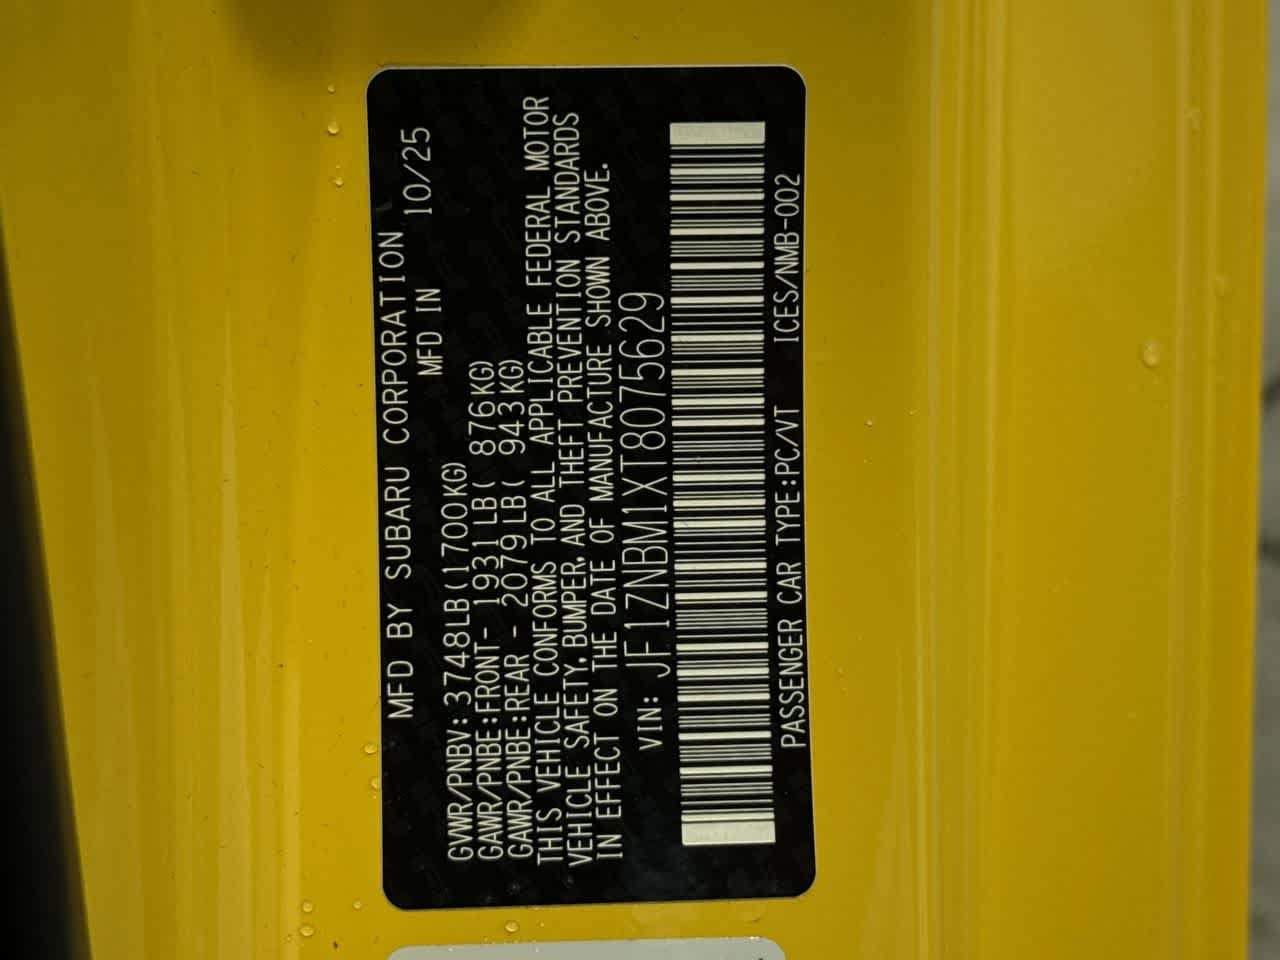 MFD BY SUBARU CORPORATION
MFD IN 10/25
GVWR/PNBV: 3748LB(1700KG)
GAWR/PNBE:FRONT- 1931LB( 876KG)
GAWR/PNBE:REAR - 2079LB( 943KG)
THIS VEHICLE CONFORMS TO ALL APPLICABLE FEDERAL MOTOR
VEHICLE SAFETY, BUMPER, AND THEFT PREVENTION STANDARDS
IN EFFECT ON THE DATE OF MANUFACTURE SHOWN ABOVE.
VIN: JF1ZNBM1XT8075629
PASSENGER CAR TYPE:PC/VT ICES/NMB-002